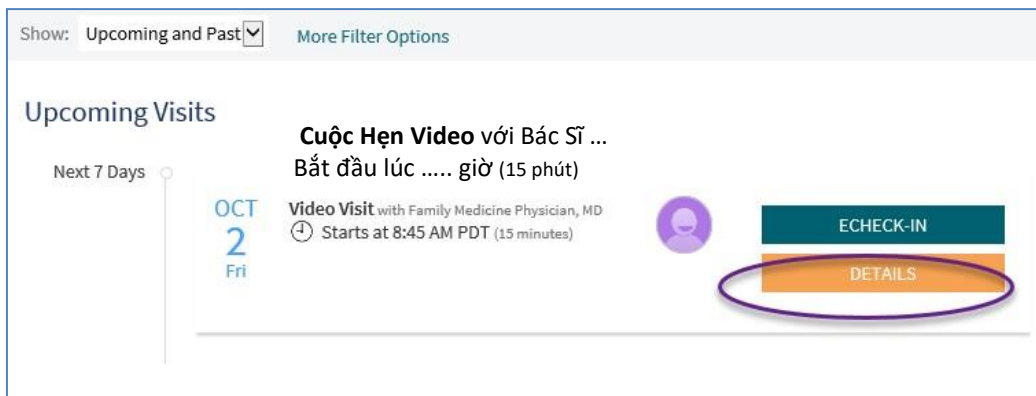 Show: Upcoming and Past More Filter Options
Upcoming Visits
Cuộc Hẹn Video với Bác Sĩ ...
Next 7 Days
Bắt đầu lúc ..... giờ (15 phút)
OCT
2
Fri
Video Visit with Family Medicine Physician, MD
Starts at 8:45 AM PDT (15 minutes)
ECHECK-IN
DETAILS